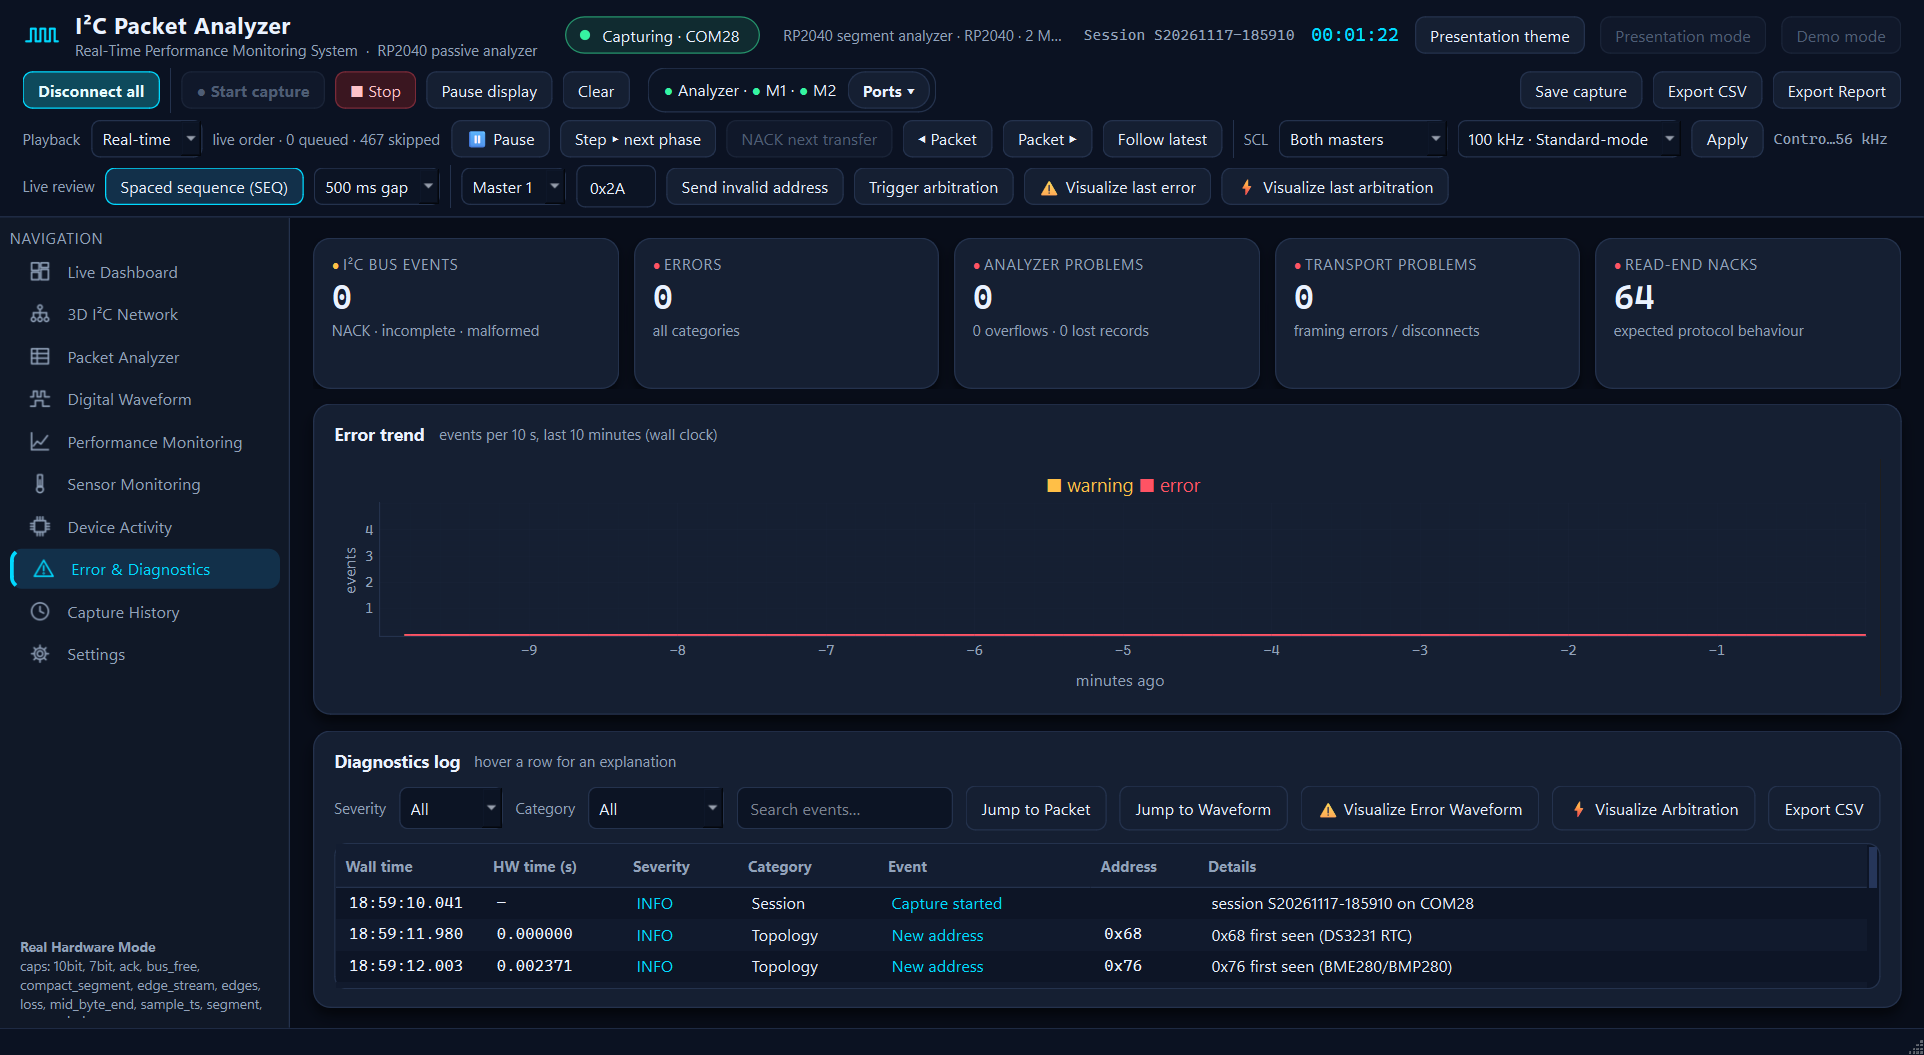 I²C Packet Analyzer
Real-Time Performance Monitoring System · RP2040 passive analyzer
Capturing · COM28
RP2040 segment analyzer · RP2040 · 2 M...
Session S20261117-185910
00:01:22
Presentation theme
Presentation mode
Demo mode
Disconnect all
● Start capture
Stop
Pause display
Clear
● Analyzer · ● M1 · ● M2
Ports ▾
Save capture
Export CSV
Export Report
Playback
Real-time
live order · 0 queued · 467 skipped
Pause
Step ▸ next phase
NACK next transfer
◂ Packet
Packet ▸
Follow latest
SCL
Both masters
100 kHz · Standard-mode
Apply
Contro…56 kHz
Live review
Spaced sequence (SEQ)
500 ms gap
Master 1
0x2A
Send invalid address
Trigger arbitration
Visualize last error
Visualize last arbitration
NAVIGATION
Live Dashboard
3D I²C Network
Packet Analyzer
Digital Waveform
Performance Monitoring
Sensor Monitoring
Device Activity
Error & Diagnostics
Capture History
Settings
Real Hardware Mode
caps: 10bit, 7bit, ack, bus_free,
compact_segment, edge_stream, edges,
loss, mid_byte_end, sample_ts, segment,
● I²C BUS EVENTS
0
NACK · incomplete · malformed
● ERRORS
0
all categories
● ANALYZER PROBLEMS
0
0 overflows · 0 lost records
● TRANSPORT PROBLEMS
0
framing errors / disconnects
● READ-END NACKS
64
expected protocol behaviour
Error trend
events per 10 s, last 10 minutes (wall clock)
warning error
4
3
2
1
events
−9 −8 −7 −6 −5 −4 −3 −2 −1
minutes ago
Diagnostics log
hover a row for an explanation
Severity
All
Category
All
Search events...
Jump to Packet
Jump to Waveform
Visualize Error Waveform
Visualize Arbitration
Export CSV
Wall time HW time (s) Severity Category Event Address Details
18:59:10.041 — INFO Session Capture started session S20261117-185910 on COM28
18:59:11.980 0.000000 INFO Topology New address 0x68 0x68 first seen (DS3231 RTC)
18:59:12.003 0.002371 INFO Topology New address 0x76 0x76 first seen (BME280/BMP280)